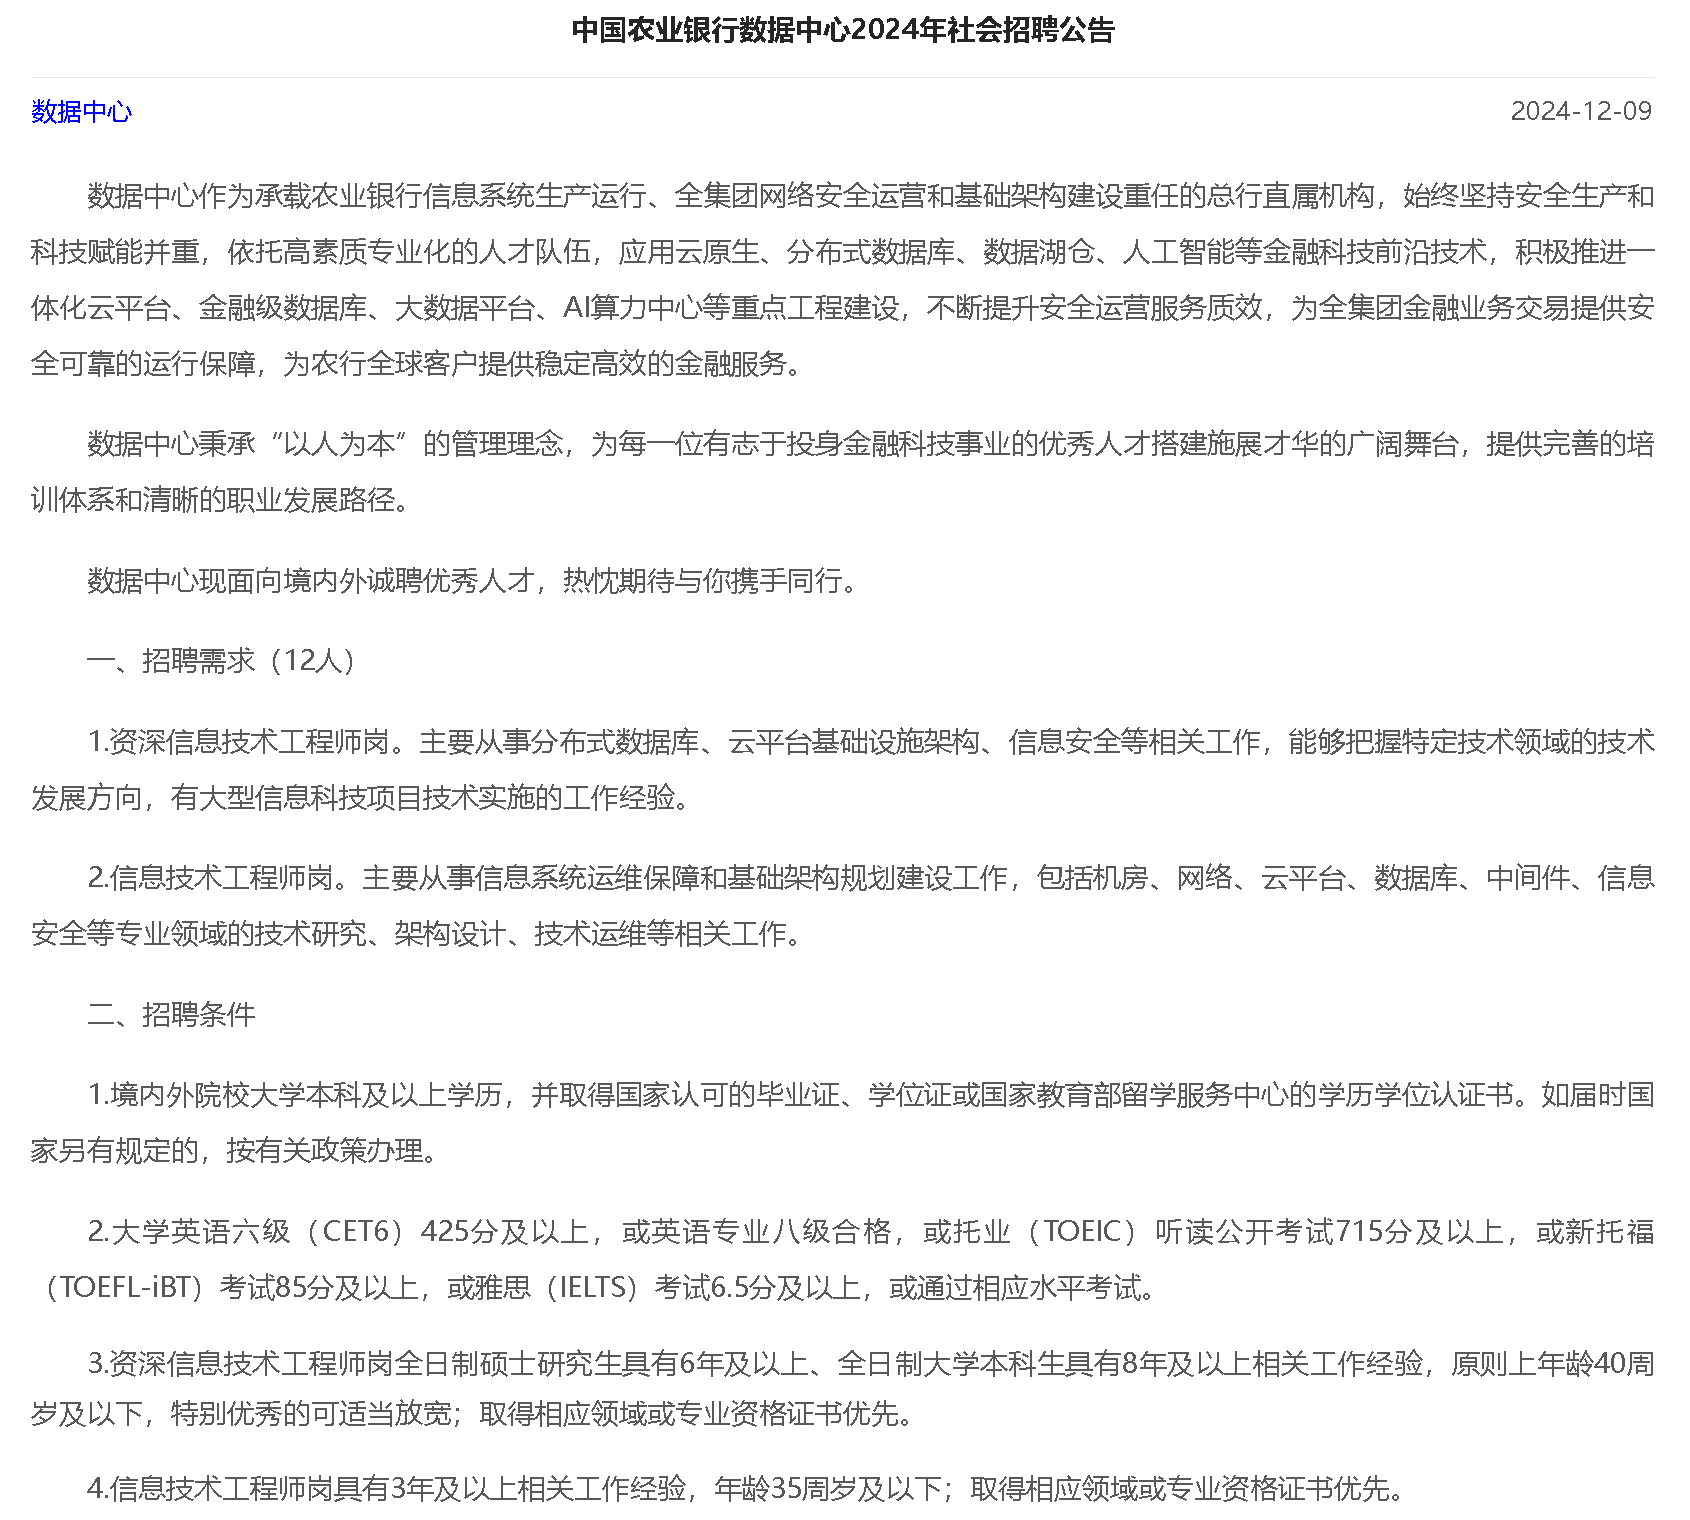 中国农业银行数据中心2024年社会招聘公告
数据中心
2024-12-09
数据中心作为承载农业银行信息系统生产运行、全集团网络安全运营和基础架构建设重任的总行直属机构，始终坚持安全生产和
科技赋能并重，依托高素质专业化的人才队伍，应用云原生、分布式数据库、数据湖仓、人工智能等金融科技前沿技术，积极推进一
体化云平台、金融级数据库、大数据平台、AI算力中心等重点工程建设，不断提升安全运营服务质效，为全集团金融业务交易提供安
全可靠的运行保障，为农行全球客户提供稳定高效的金融服务。
数据中心秉承“以人为本”的管理理念，为每一位有志于投身金融科技事业的优秀人才搭建施展才华的广阔舞台，提供完善的培
训体系和清晰的职业发展路径。
数据中心现面向境内外诚聘优秀人才，热忱期待与你携手同行。
一、招聘需求（12人）
1.资深信息技术工程师岗。主要从事分布式数据库、云平台基础设施架构、信息安全等相关工作，能够把握特定技术领域的技术
发展方向，有大型信息科技项目技术实施的工作经验。
2.信息技术工程师岗。主要从事信息系统运维保障和基础架构规划建设工作，包括机房、网络、云平台、数据库、中间件、信息
安全等专业领域的技术研究、架构设计、技术运维等相关工作。
二、招聘条件
1.境内外院校大学本科及以上学历，并取得国家认可的毕业证、学位证或国家教育部留学服务中心的学历学位认证书。如届时国
家另有规定的，按有关政策办理。
2.大学英语六级（CET6）425分及以上，或英语专业八级合格，或托业（TOEIC）听读公开考试715分及以上，或新托福
（TOEFL-iBT）考试85分及以上，或雅思（IELTS）考试6.5分及以上，或通过相应水平考试。
3.资深信息技术工程师岗全日制硕士研究生具有6年及以上、全日制大学本科生具有8年及以上相关工作经验，原则上年龄40周
岁及以下，特别优秀的可适当放宽；取得相应领域或专业资格证书优先。
4.信息技术工程师岗具有3年及以上相关工作经验，年龄35周岁及以下；取得相应领域或专业资格证书优先。